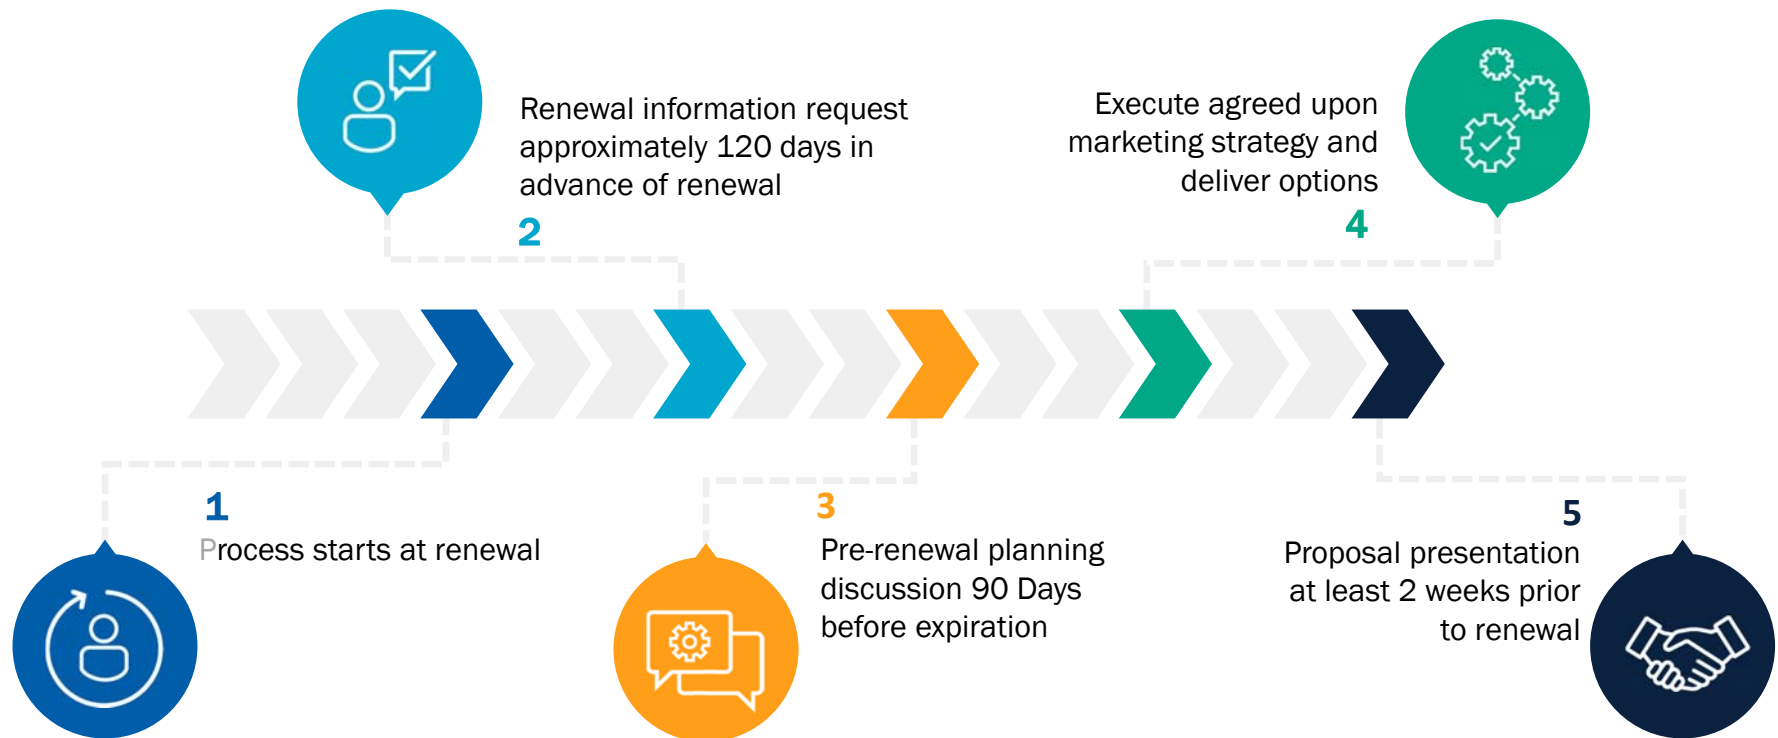 1
Process starts at renewal
Renewal information request
approximately 120 days in
advance of renewal
2
3
Pre-renewal planning
discussion 90 Days
before expiration
Execute agreed upon
marketing strategy and
deliver options
4
5
Proposal presentation
at least 2 weeks prior
to renewal